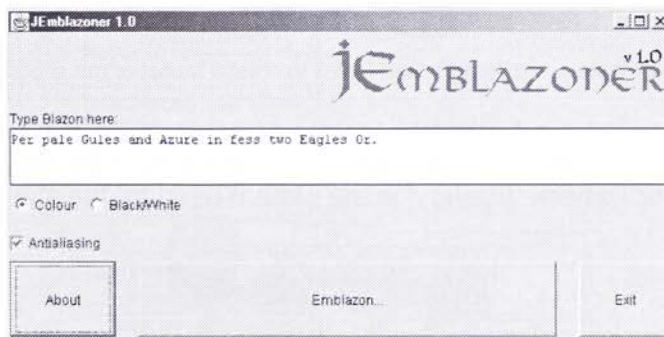 JEmblazoner 1.0
v 1.0
jEmblazoner
Type Blazon here:
Per pale Gules and Azure in fess two Eagles Or.
Colour Black/White
Antialiasing
About Emblazon... Exit